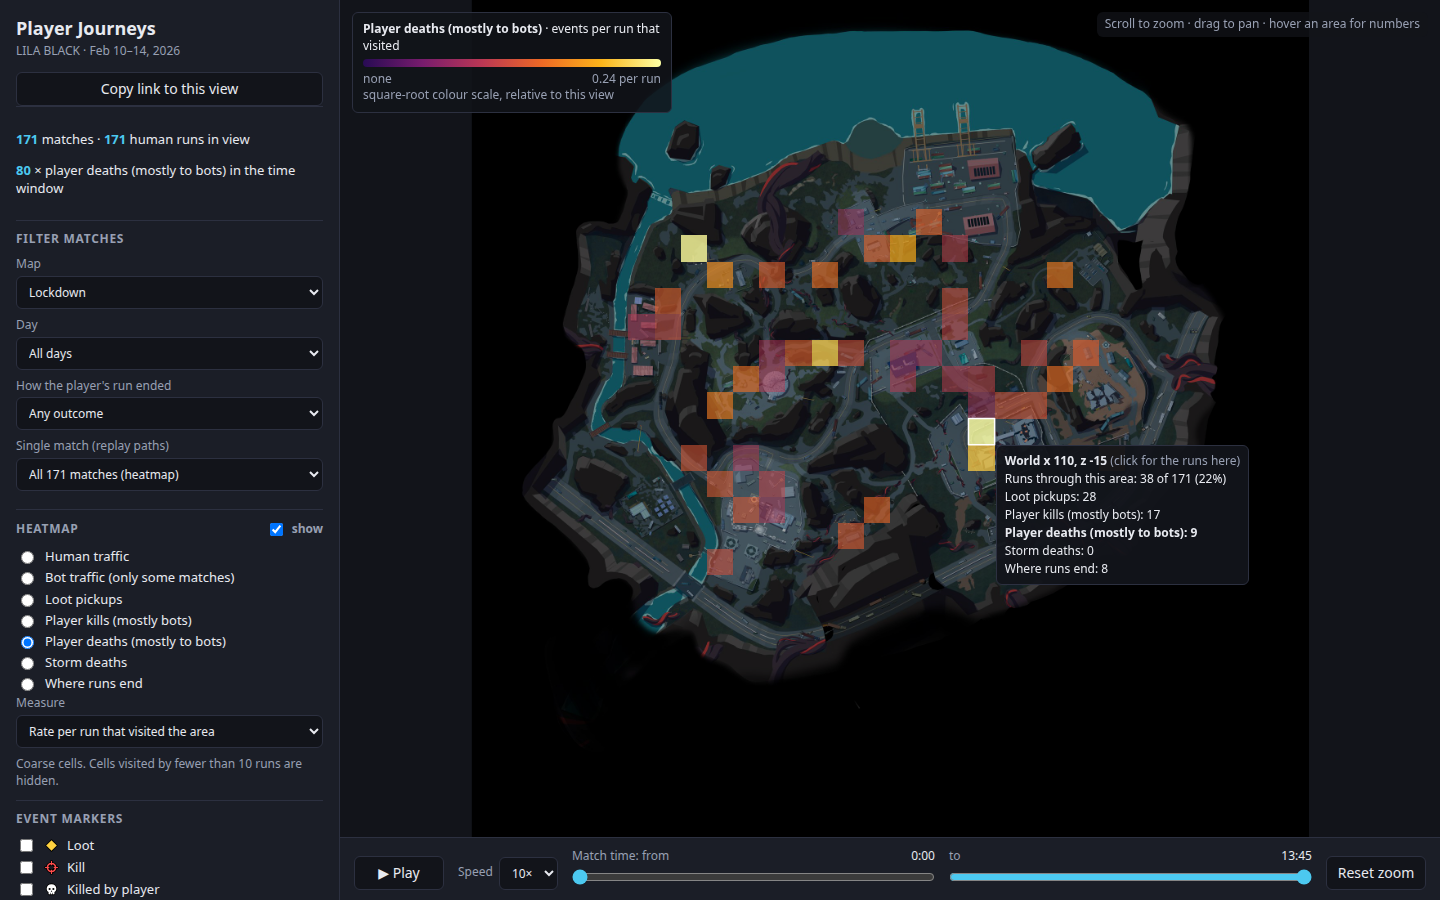 Player Journeys
LILA BLACK · Feb 10–14, 2026
Copy link to this view
171 matches · 171 human runs in view
80 × player deaths (mostly to bots) in the time
window
FILTER MATCHES
Map
Lockdown
Day
All days
How the player's run ended
Any outcome
Single match (replay paths)
All 171 matches (heatmap)
HEATMAP
show
Human traffic
Bot traffic (only some matches)
Loot pickups
Player kills (mostly bots)
Player deaths (mostly to bots)
Storm deaths
Where runs end
Measure
Rate per run that visited the area
Coarse cells. Cells visited by fewer than 10 runs are
hidden.
EVENT MARKERS
Loot
Kill
Killed by player
Player deaths (mostly to bots) · events per run that
visited
none 0.24 per run
square-root colour scale, relative to this view
Scroll to zoom · drag to pan · hover an area for numbers
World x 110, z -15 (click for the runs here)
Runs through this area: 38 of 171 (22%)
Loot pickups: 28
Player kills (mostly bots): 17
Player deaths (mostly to bots): 9
Storm deaths: 0
Where runs end: 8
▶ Play
Speed
10×
Match time: from 0:00
to 13:45
Reset zoom